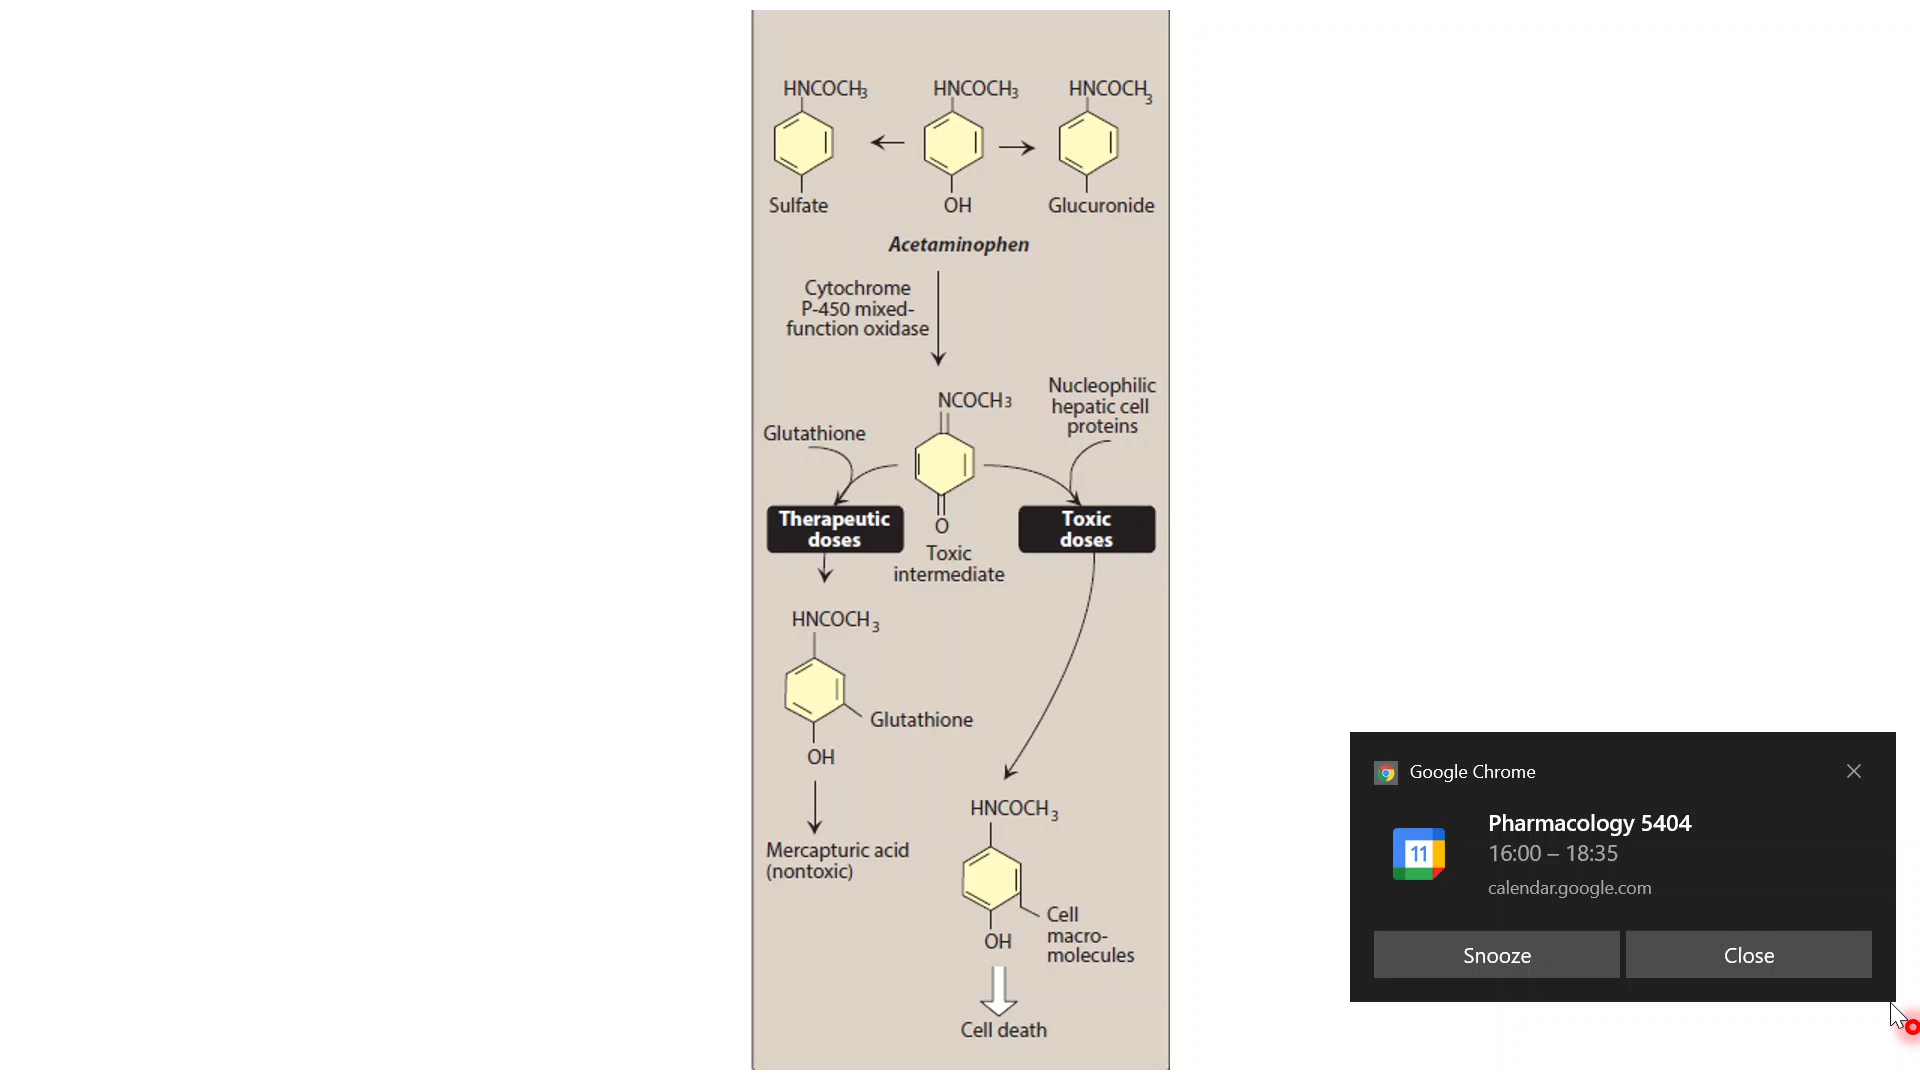 HNCOCH3 HNCOCH3 HNCOCH3
Sulfate OH Glucuronide
Acetaminophen
Cytochrome
P-450 mixed-
function oxidase
Nucleophilic
hepatic cell
proteins
NCOCH3
Glutathione
Therapeutic
doses
O
Toxic
intermediate
Toxic
doses
HNCOCH3
Glutathione
OH
Mercapturic acid
(nontoxic)
HNCOCH3
Cell
macro-
molecules
OH
Cell death
Google Chrome
11
Pharmacology 5404
16:00 – 18:35
calendar.google.com
Snooze Close